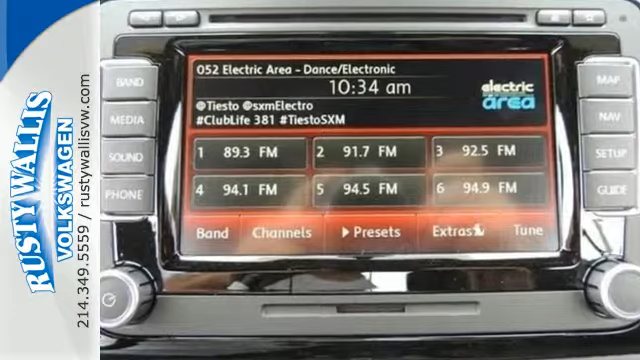 RUSTY WALLIS
VOLKSWAGEN
214.349.5559 / rustywallisvw.com
BAND
MEDIA
SOUND
PHONE
052 Electric Area - Dance/Electronic
10:34 am
@Tiesto @sxmElectro
#ClubLife 381 #TiestoSXM
electric
area
1 89.3 FM
2 91.7 FM
3 92.5 FM
4 94.1 FM
5 94.5 FM
6 94.9 FM
Band
Channels
Presets
Extras
Tune
MAP
NAV
SETUP
GUIDE